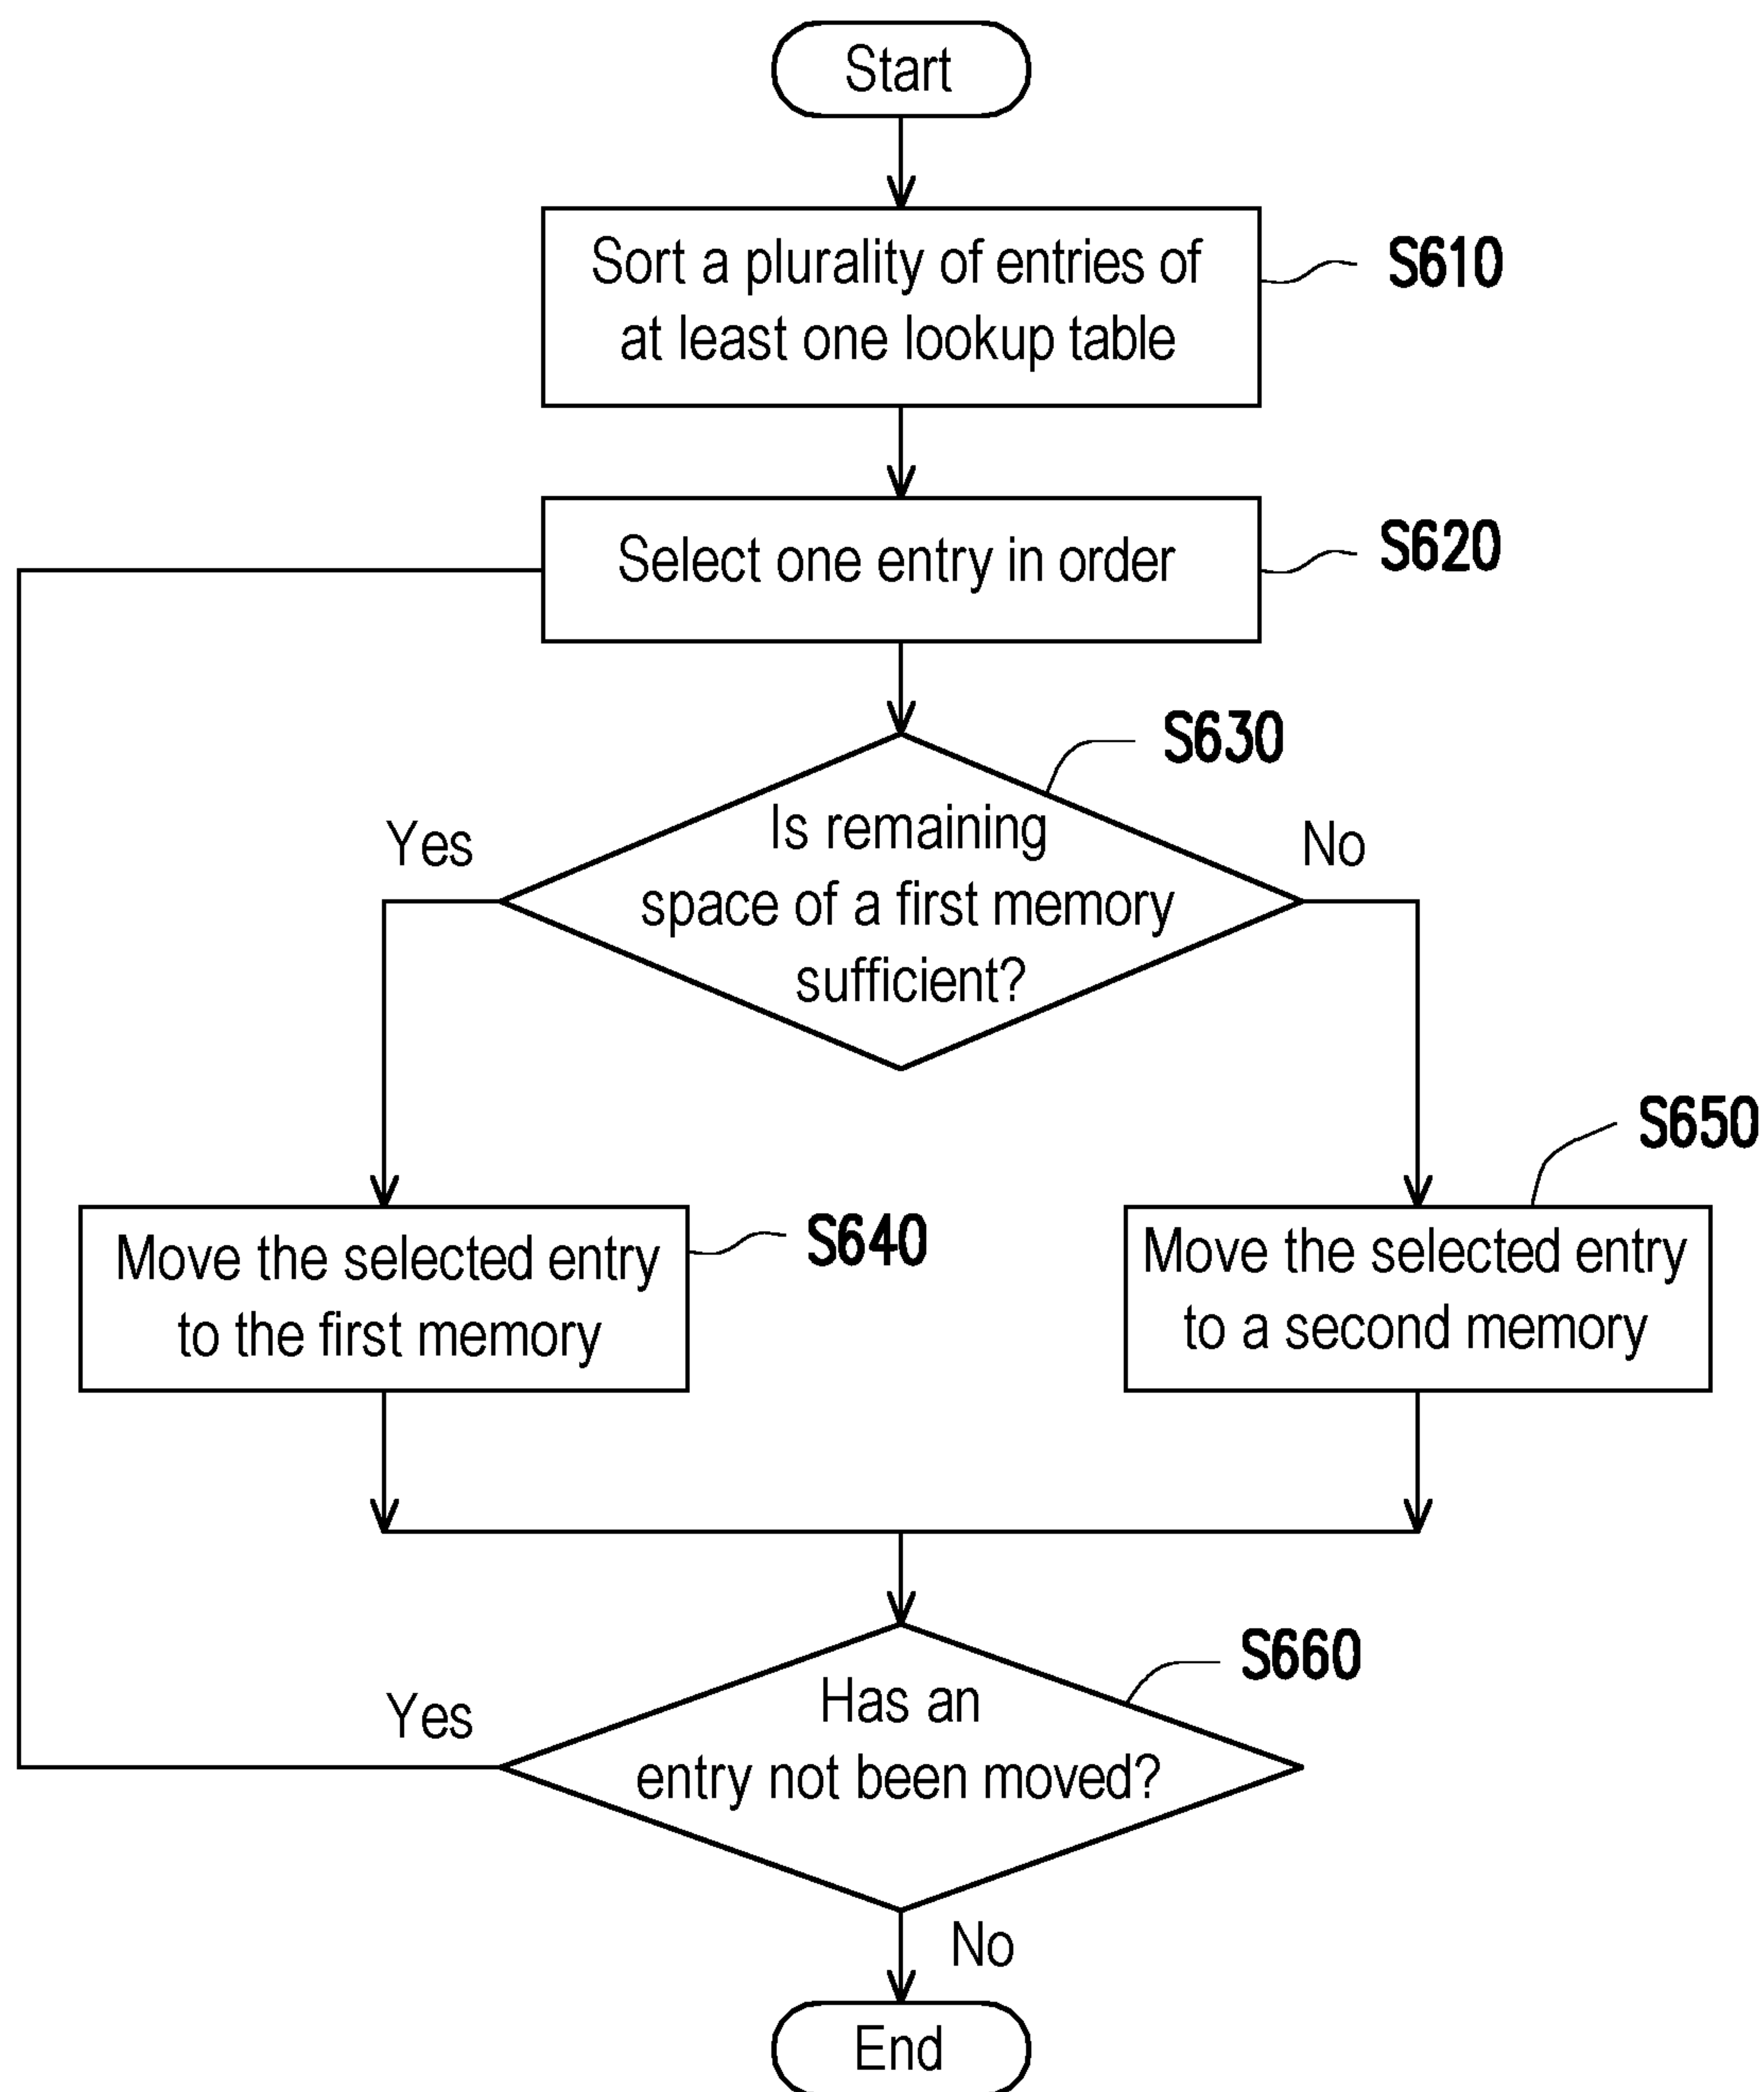 Start
Sort a plurality of entries of
at least one lookup table
S610
Select one entry in order
S620
S630
Is remaining
space of a first memory
sufficient?
Yes
No
Move the selected entry
to the first memory
S640
S650
Move the selected entry
to a second memory
S660
Has an
entry not been moved?
Yes
No
End